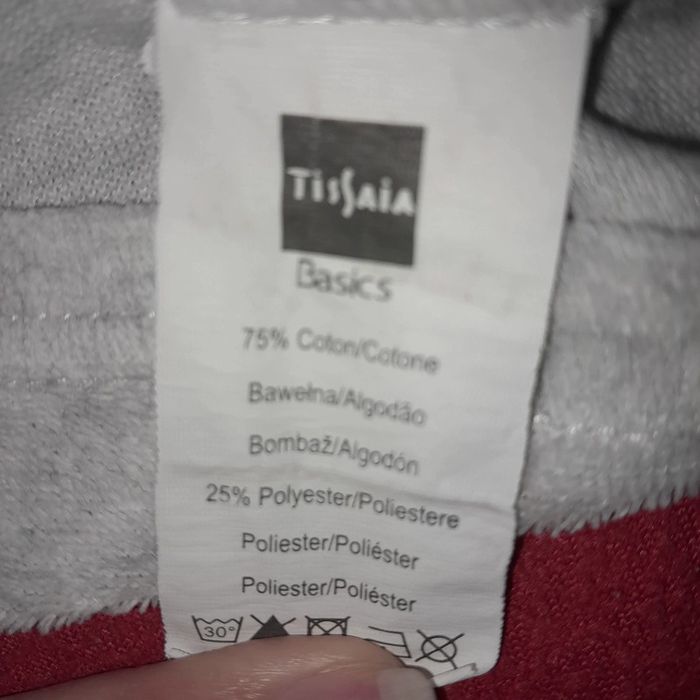 TissAia
Basics
75% Coton/Cotone
Bawełna/Algodão
Bombaž/Algodón
25% Polyester/Poliestere
Poliester/Poliéster
Poliester/Poliéster
30°